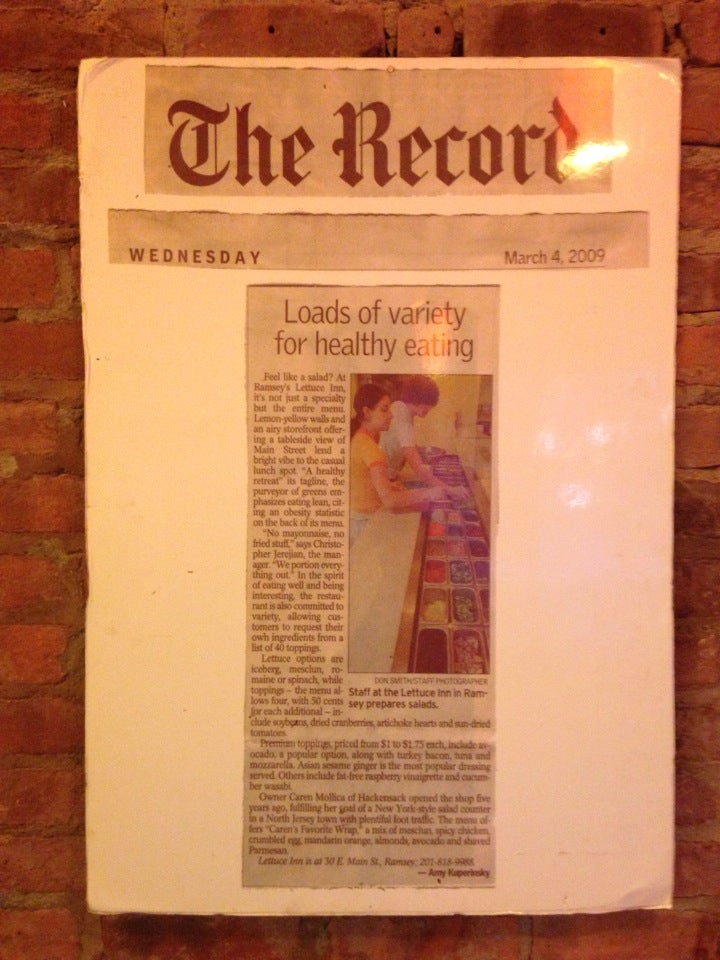 The Record
WEDNESDAY March 4, 2009
Loads of variety
for healthy eating
Feel like a salad? At
Ramsey's Lettuce Inn,
it's not just a specialty
but the entire menu.
Lemon-yellow walls and
an airy storefront offer-
ing a tableside view of
Main Street lend a
bright vibe to the casual
lunch spot. "A healthy
retreat" its tagline, the
purveyor of greens em-
phasizes eating lean, cit-
ing an obesity statistic
on the back of its menu.
"No mayonnaise, no
fried stuff," says Christo-
pher Jerejian, the man-
ager. "We portion every-
thing out." In the spirit
of eating well and being
interesting, the restau-
rant is also committed to
variety, allowing cus-
tomers to request their
own ingredients from a
list of 40 toppings.
Lettuce options are
iceberg, mesclun, ro-
maine or spinach, while
toppings – the menu al-
lows four, with 50 cents
for each additional – in-
clude soybeans, dried cranberries, artichoke hearts and sun-dried
tomatoes.
Premium toppings, priced from $1 to $1.75 each, include av-
ocado, a popular option, along with turkey bacon, tuna and
mozzarella. Asian sesame ginger is the most popular dressing
served. Others include fat-free raspberry vinaigrette and cucum-
ber wasabi.
Owner Caren Mollica of Hackensack opened the shop five
years ago, fulfilling her goal of a New York-style salad counter
in a North Jersey town with plentiful foot traffic. The menu of-
fers "Caren's Favorite Wrap," a mix of mesclun, spicy chicken,
crumbled egg, mandarin orange, almonds, avocado and shaved
Parmesan.
Lettuce Inn is at 30 E. Main St., Ramsey; 201-818-9988.
— Amy Kuperinsky
DON SMITH/STAFF PHOTOGRAPHER
Staff at the Lettuce Inn in Ram-
sey prepares salads.